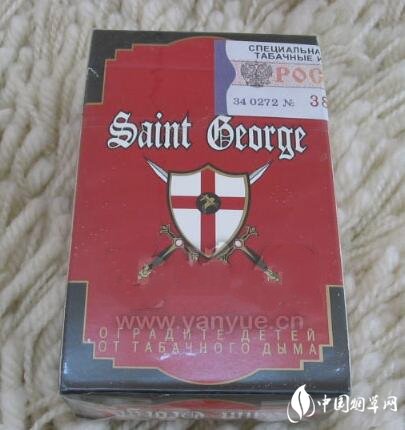 СПЕЦИАЛЬНА
ТАБАЧНЫЕ И
РОС
34 0272 № 38
Saint George
www.yanyue.cn
ОГРАДИТЕ ДЕТЕЙ
ОТ ТАБАЧНОГО ДЫМА
中国烟草网